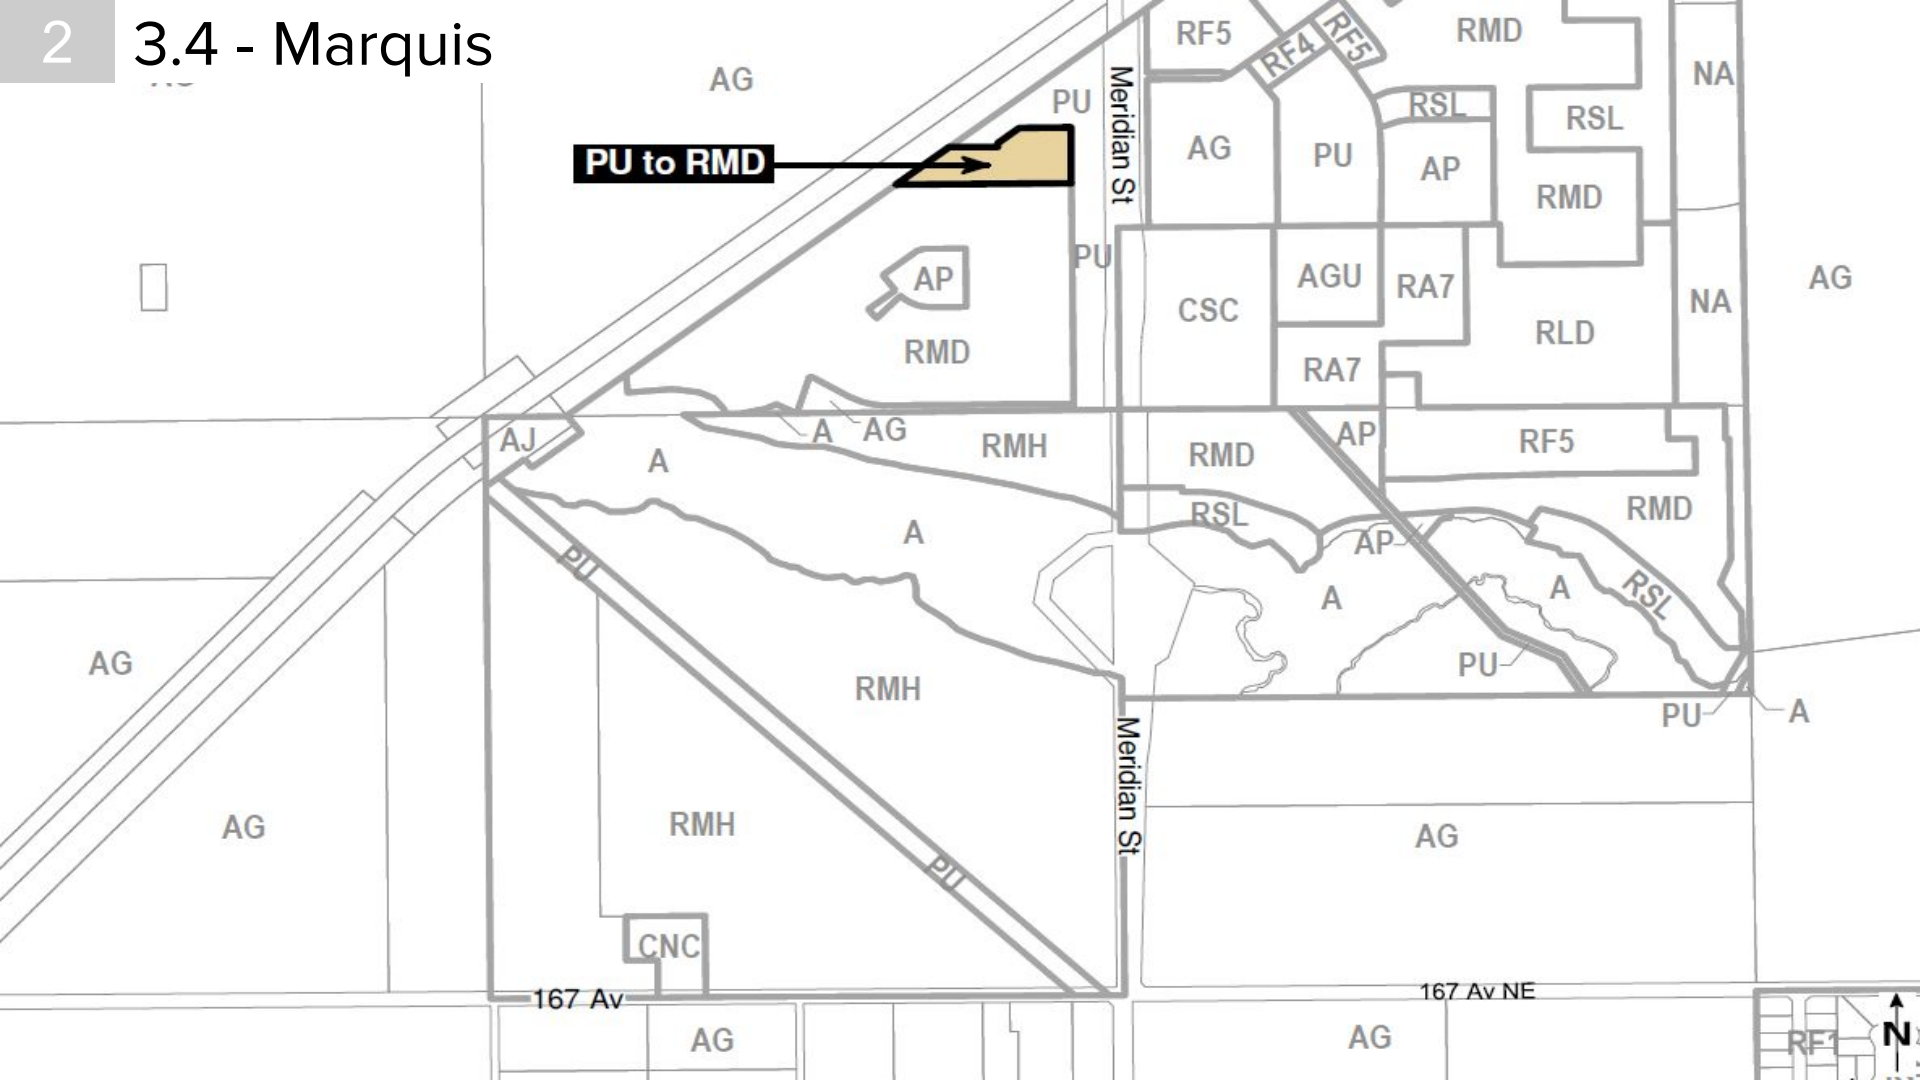 2
3.4 - Marquis
AG
AG
PU to RMD
PU
Meridian St
RF5
RF4
RF5
RMD
NA
RSL
RSL
AG
PU
AP
RMD
AP
PU
CSC
AGU
RA7
NA
AG
RMD
RA7
RLD
AJ
A
A
AG
RMH
RMD
AP
RF5
A
RSL
AP
RMD
PU
A
A
RSL
AG
RMH
PU
PU
A
Meridian St
AG
RMH
AG
PU
CNC
167 Av
167 Av NE
AG
AG
RF1
N